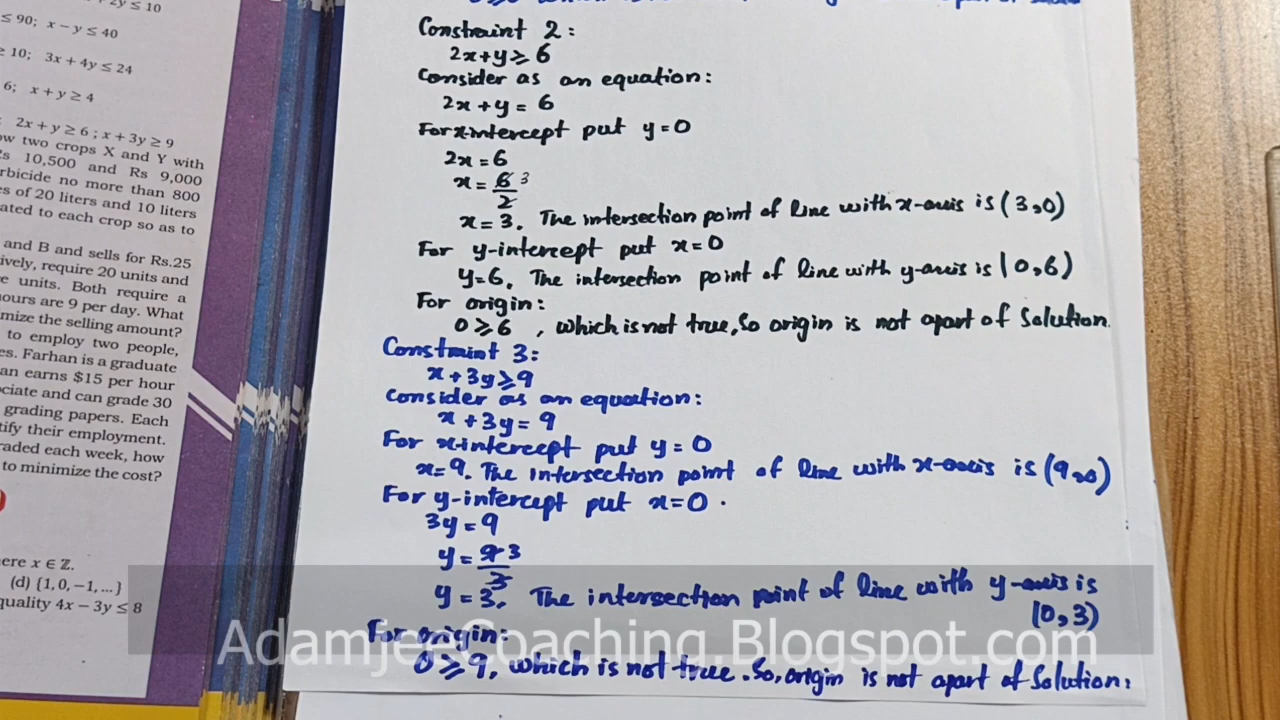 + 2y ≤ 10
≤ 90; x − y ≤ 40
≥ 10; 3x + 4y ≤ 24
6; x + y ≥ 4
2x + y ≥ 6 ; x + 3y ≥ 9
ow two crops X and Y with
Rs 10,500 and Rs 9,000
rbicide no more than 800
es of 20 liters and 10 liters
ated to each crop so as to
and B and sells for Rs.25
ively, require 20 units and
e units. Both require a
hours are 9 per day. What
mize the selling amount?
to employ two people,
es. Farhan is a graduate
an earns $15 per hour
ciate and can grade 30
grading papers. Each
tify their employment.
raded each week, how
to minimize the cost?
ere x ∈ Z.
(d) {1, 0, −1, ...}
quality 4x − 3y ≤ 8
Constraint 2:
2x+y ≥ 6
Consider as an equation:
2x + y = 6
For x-intercept put y=0
2x = 6
x = 6/2 3
x = 3. The intersection point of line with x-axis is (3,0)
For y-intercept put x=0
y=6. The intersection point of line with y-axis is (0,6)
For origin:
0 ≥ 6 , which is not true, So origin is not apart of Solution.
Constraint 3:
x + 3y ≥ 9
Consider as an equation:
x + 3y = 9
For x-intercept put y = 0
x=9. The intersection point of line with x-axis is (9,0)
For y-intercept put x=0 .
3y = 9
y = 9/3 3
y = 3. The intersection point of line with y-axis is
(0,3)
For origin:
0 ≥ 9, which is not true. So, origin is not apart of Solution.
AdamjeeCoaching.Blogspot.com